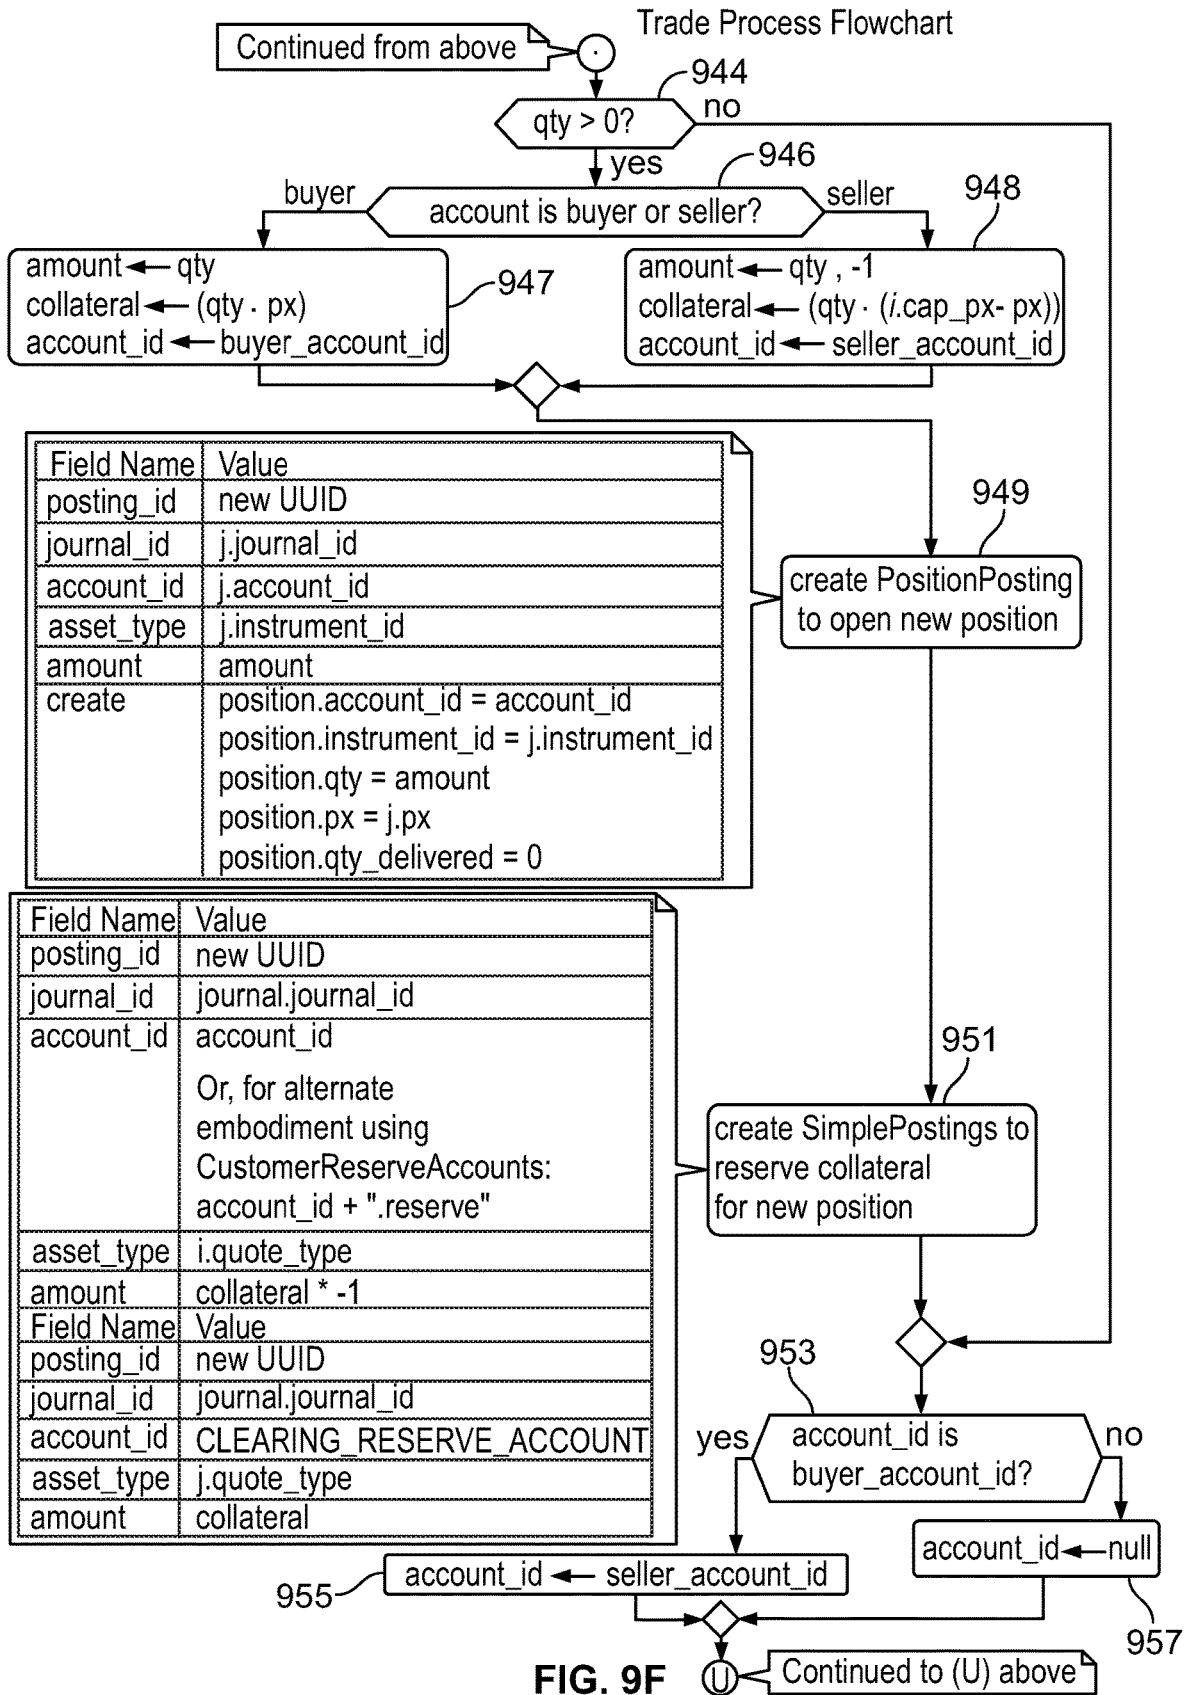 Trade Process Flowchart
Continued from above
944
qty > 0?
no
yes
946
account is buyer or seller?
buyer
seller
948
amount ← qty
collateral ← (qty · px)
account_id ← buyer_account_id
947
amount ← qty , -1
collateral ← (qty · (i.cap_px- px))
account_id ← seller_account_id
Field Name Value
posting_id new UUID
journal_id j.journal_id
account_id j.account_id
asset_type j.instrument_id
amount amount
create position.account_id = account_id
position.instrument_id = j.instrument_id
position.qty = amount
position.px = j.px
position.qty_delivered = 0
949
create PositionPosting
to open new position
Field Name Value
posting_id new UUID
journal_id journal.journal_id
account_id account_id
Or, for alternate
embodiment using
CustomerReserveAccounts:
account_id + ".reserve"
asset_type i.quote_type
amount collateral * -1
Field Name Value
posting_id new UUID
journal_id journal.journal_id
account_id CLEARING_RESERVE_ACCOUNT
asset_type j.quote_type
amount collateral
951
create SimplePostings to
reserve collateral
for new position
953
yes
account_id is
buyer_account_id?
no
account_id ← null
957
955
account_id ← seller_account_id
U
Continued to (U) above
FIG. 9F